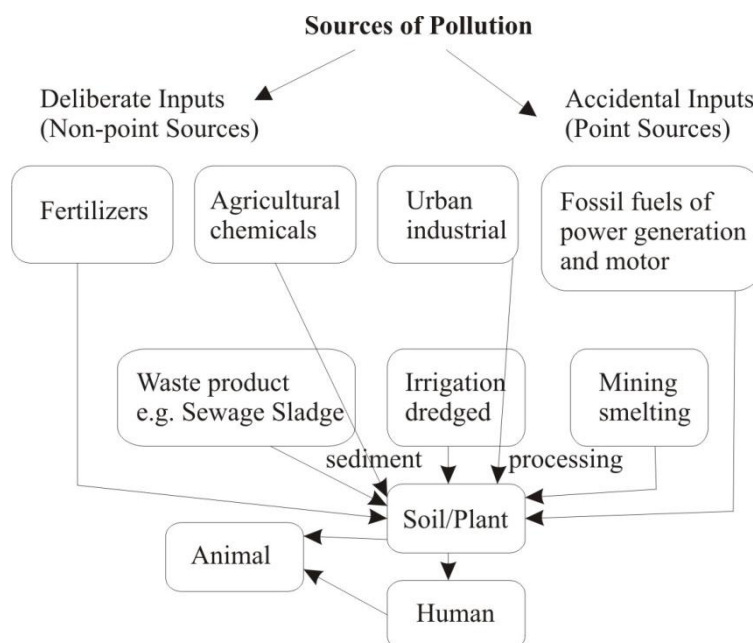 Sources of Pollution
Deliberate Inputs
(Non-point Sources)
Accidental Inputs
(Point Sources)
Fertilizers
Agricultural
chemicals
Urban
industrial
Fossil fuels of
power generation
and motor
Waste product
e.g. Sewage Sladge
Irrigation
dredged
Mining
smelting
sediment
processing
Soil/Plant
Animal
Human